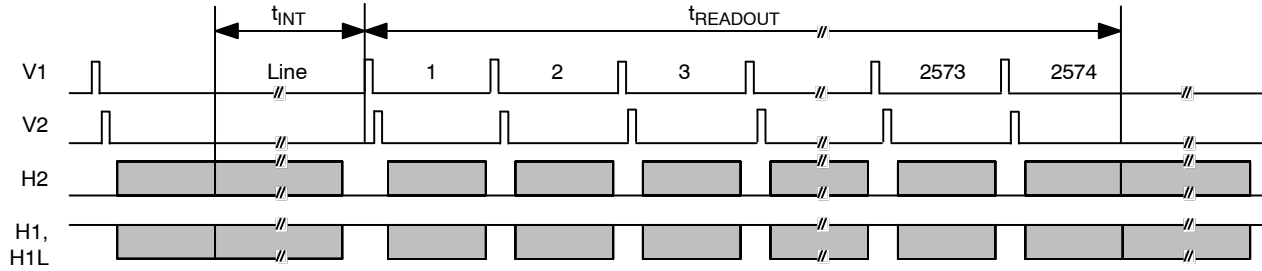 tINT tREADOUT
V1 Line 1 2 3 2573 2574
V2
H2
H1,
H1L